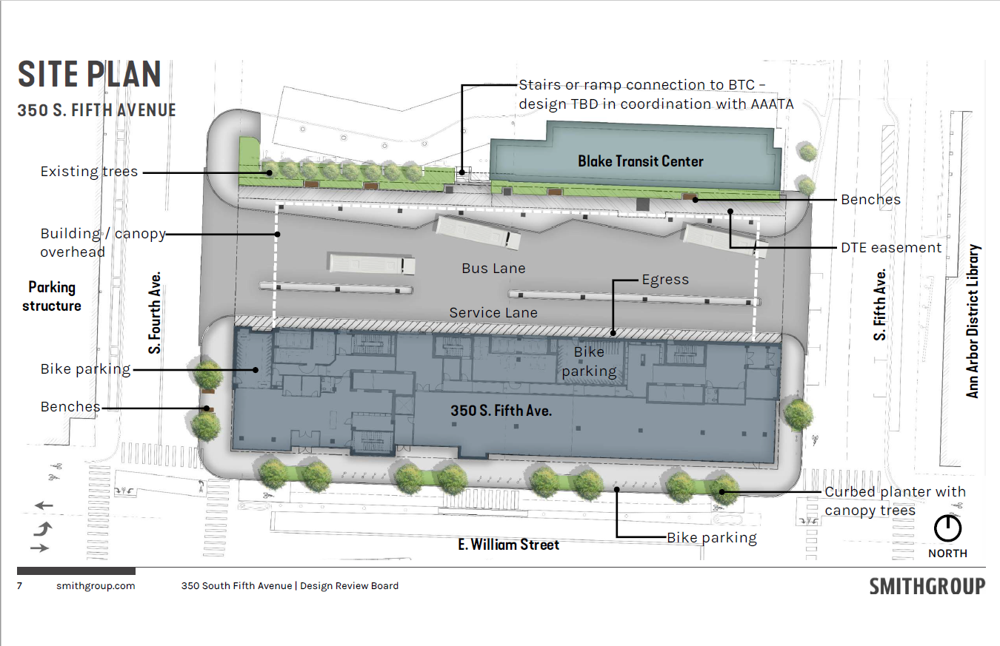 SITE PLAN
350 S. FIFTH AVENUE
Stairs or ramp connection to BTC –
design TBD in coordination with AAATA
Blake Transit Center
Existing trees
Benches
Building / canopy
overhead
DTE easement
Bus Lane
Egress
Parking
structure
S. Fourth Ave.
S. Fifth Ave.
Ann Arbor District Library
Service Lane
Bike
parking
Bike parking
Benches
350 S. Fifth Ave.
Curbed planter with
canopy trees
Bike parking
E. William Street
NORTH
7
smithgroup.com
350 South Fifth Avenue | Design Review Board
SMITHGROUP